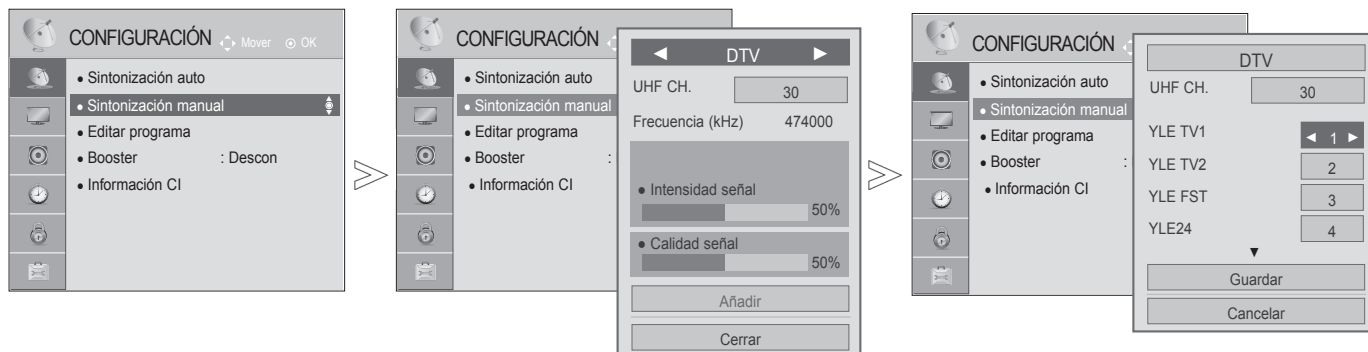 CONFIGURACIÓN Mover OK
• Sintonización auto
• Sintonización manual
• Editar programa
• Booster : Descon
• Información CI
CONFIGURACIÓN
• Sintonización auto
• Sintonización manual
• Editar programa
• Booster :
• Información CI
◄ DTV ►
UHF CH. 30
Frecuencia (kHz) 474000
• Intensidad señal
50%
• Calidad señal
50%
Añadir
Cerrar
CONFIGURACIÓN
• Sintonización auto
• Sintonización manual
• Editar programa
• Booster :
• Información CI
DTV
UHF CH. 30
YLE TV1 ◄ 1 ►
YLE TV2 2
YLE FST 3
YLE24 4
▼
Guardar
Cancelar